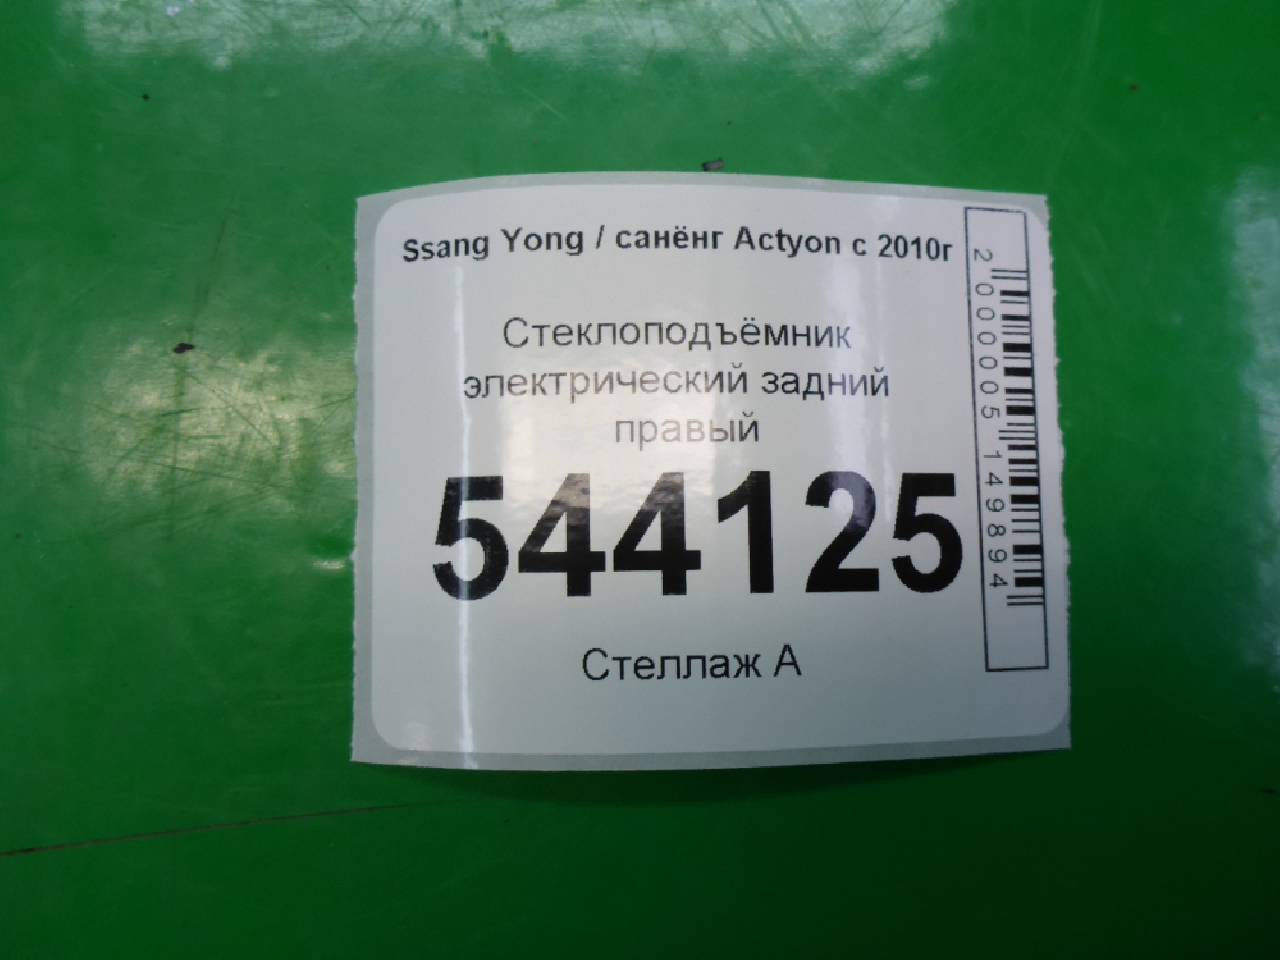 Ssang Yong / санёнг Actyon с 2010г
Стеклоподъёмник
электрический задний
правый
544125
Стеллаж А
2000005149894